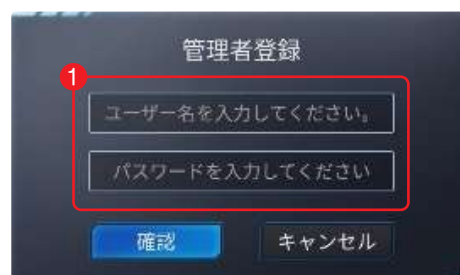 管理者登録
1
ユーザー名を入力してください。
パスワードを入力してください
確認
キャンセル